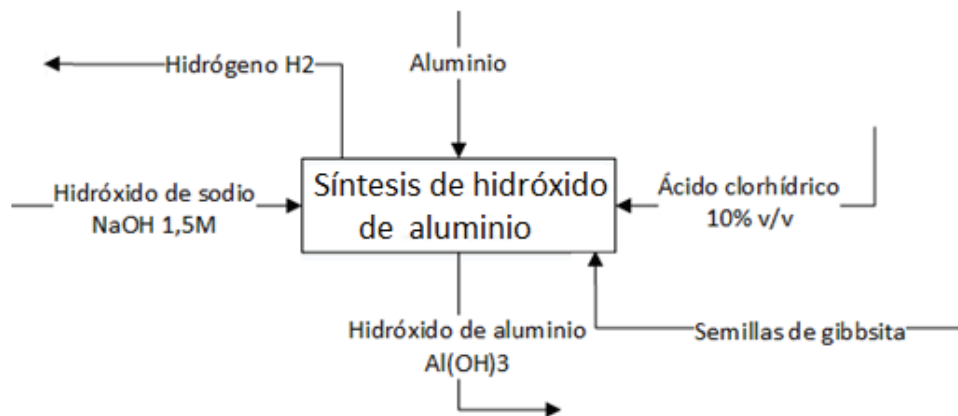 Hidrógeno H2
Aluminio
Hidróxido de sodio
NaOH 1,5M
Síntesis de hidróxido
de aluminio
Ácido clorhídrico
10% v/v
Hidróxido de aluminio
Al(OH)3
Semillas de gibbsita